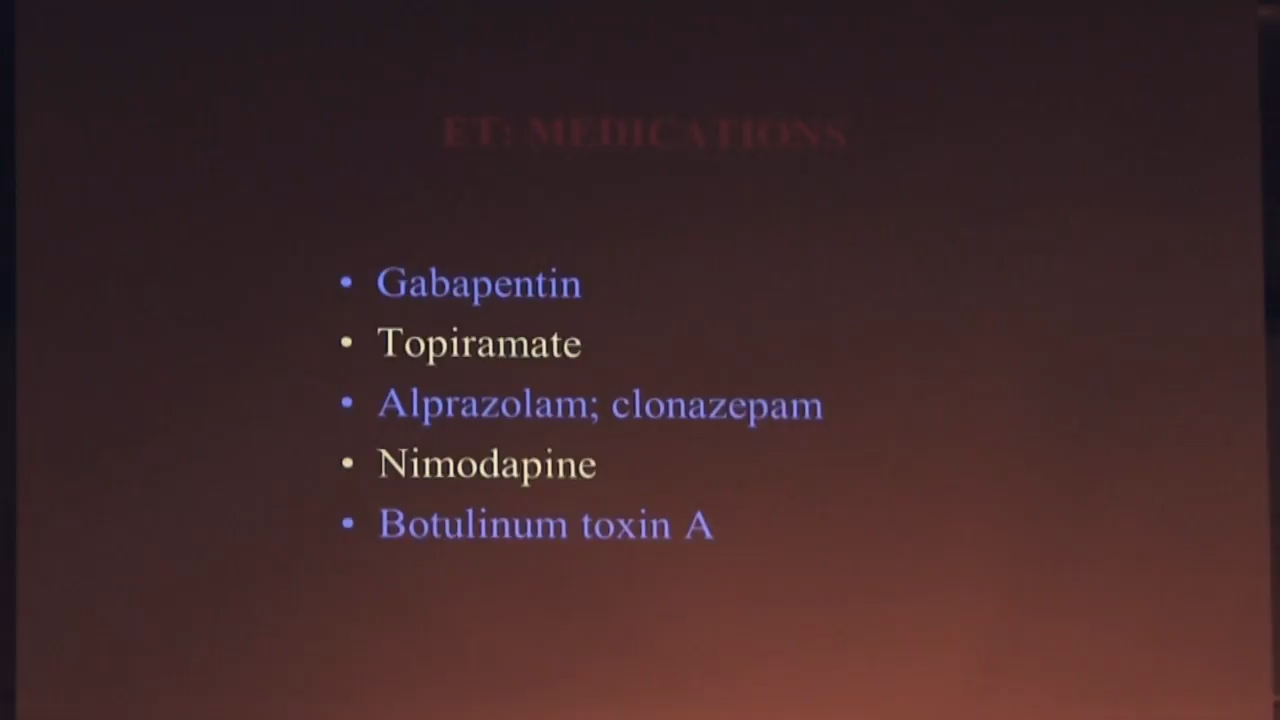 ET: MEDICATIONS
• Gabapentin
• Topiramate
• Alprazolam; clonazepam
• Nimodapine
• Botulinum toxin A